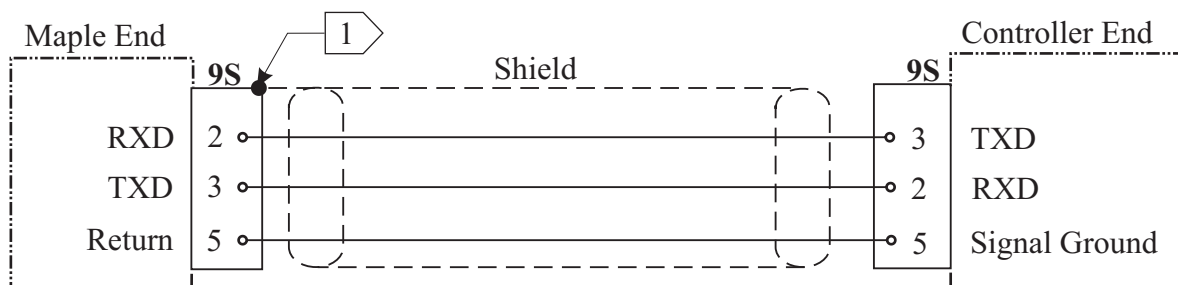 1
Maple End
Controller End
9S
Shield
9S
RXD 2 3 TXD
TXD 3 2 RXD
Return 5 5 Signal Ground